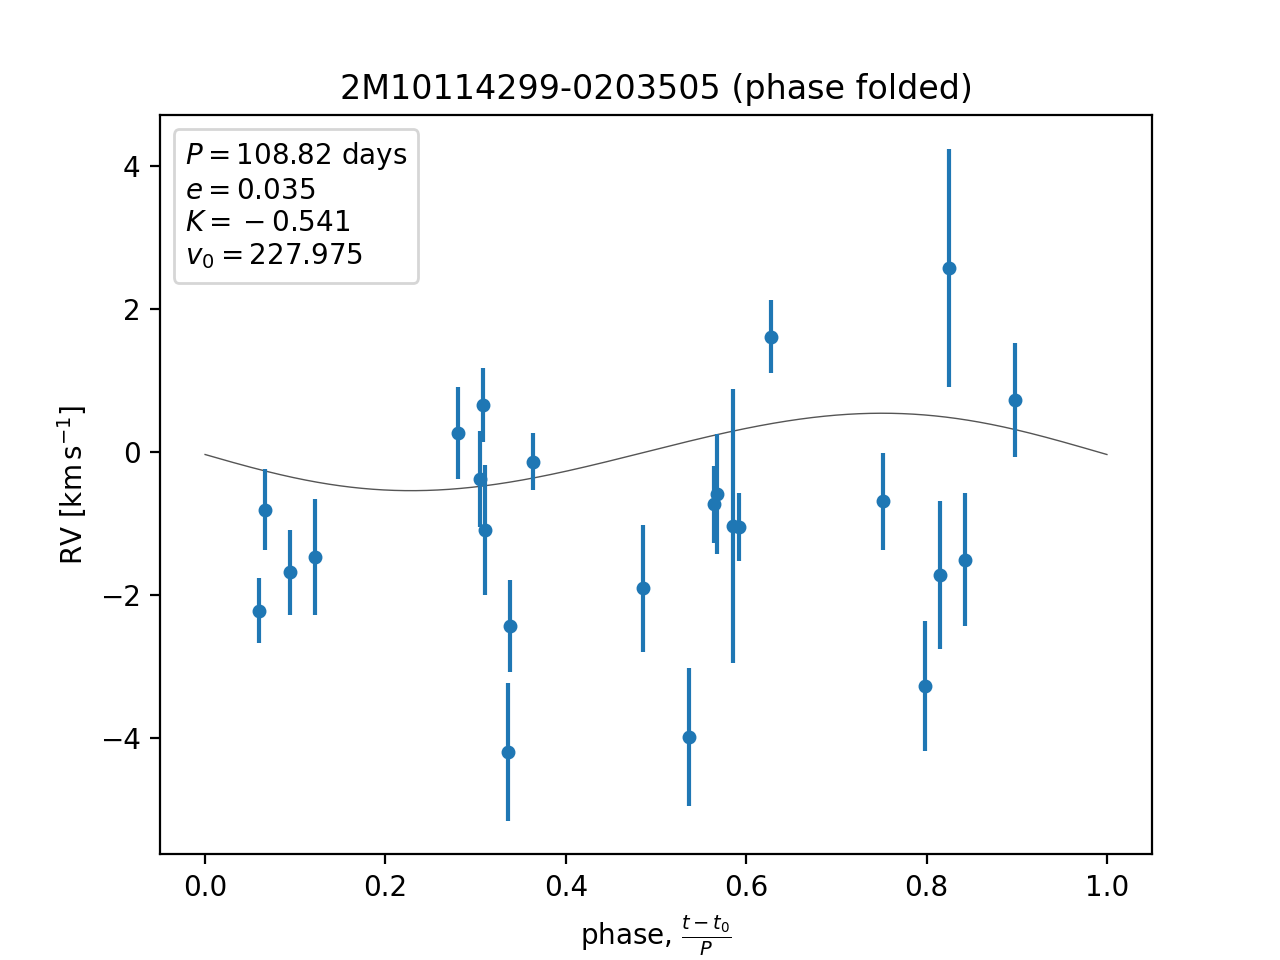 2M10114299-0203505 (phase folded)
P = 108.82 days
e = 0.035
K = −0.541
v₀ = 227.975
4
2
0
−2
−4
RV [km s⁻¹]
0.0 0.2 0.4 0.6 0.8 1.0
phase, (t − t₀)/P